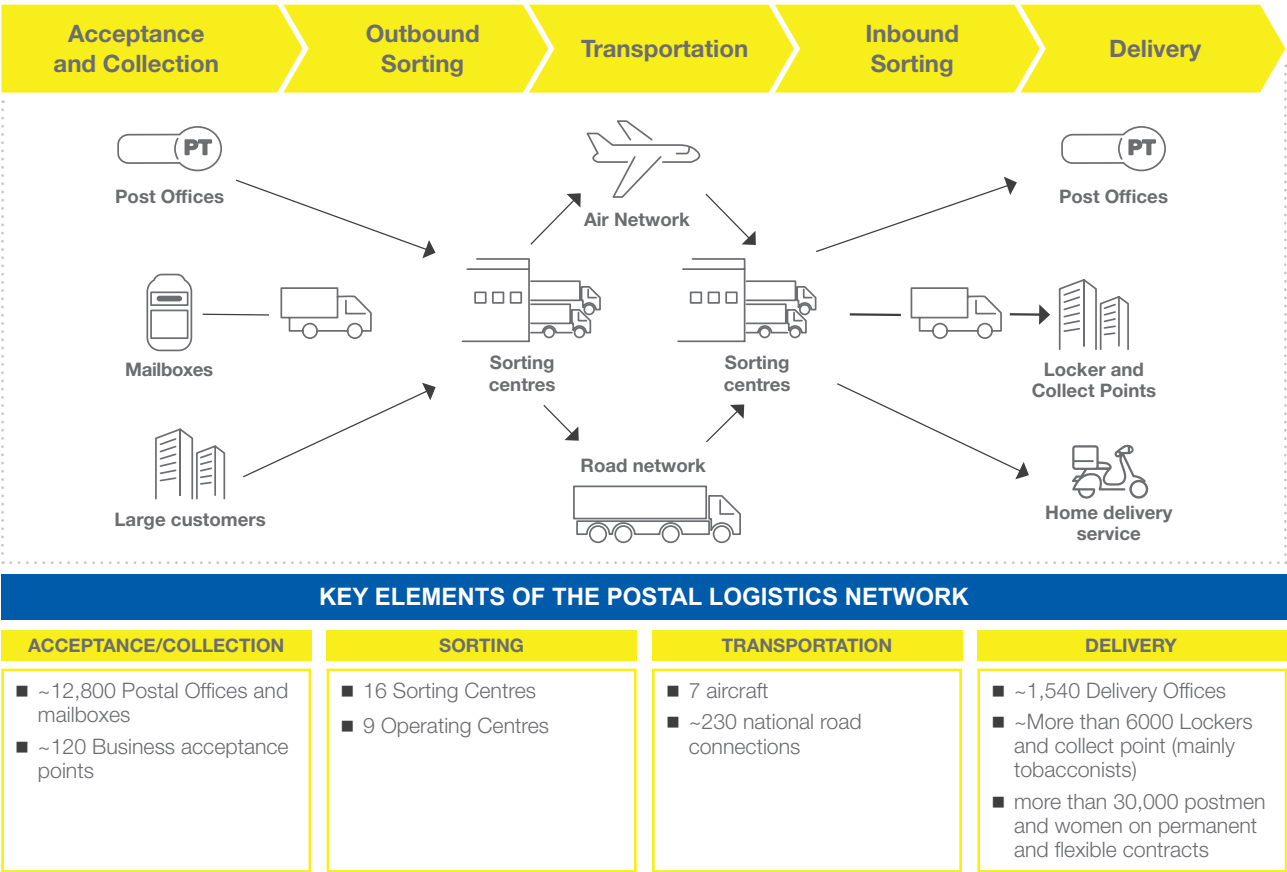 Acceptance
and Collection
Outbound
Sorting
Transportation
Inbound
Sorting
Delivery
PT
Post Offices
Air Network
PT
Post Offices
Mailboxes
Sorting
centres
Sorting
centres
Locker and
Collect Points
Large customers
Road network
Home delivery
service
KEY ELEMENTS OF THE POSTAL LOGISTICS NETWORK
ACCEPTANCE/COLLECTION
■ ~12,800 Postal Offices and
mailboxes
■ ~120 Business acceptance
points
SORTING
■ 16 Sorting Centres
■ 9 Operating Centres
TRANSPORTATION
■ 7 aircraft
■ ~230 national road
connections
DELIVERY
■ ~1,540 Delivery Offices
■ ~More than 6000 Lockers
and collect point (mainly
tobacconists)
■ more than 30,000 postmen
and women on permanent
and flexible contracts